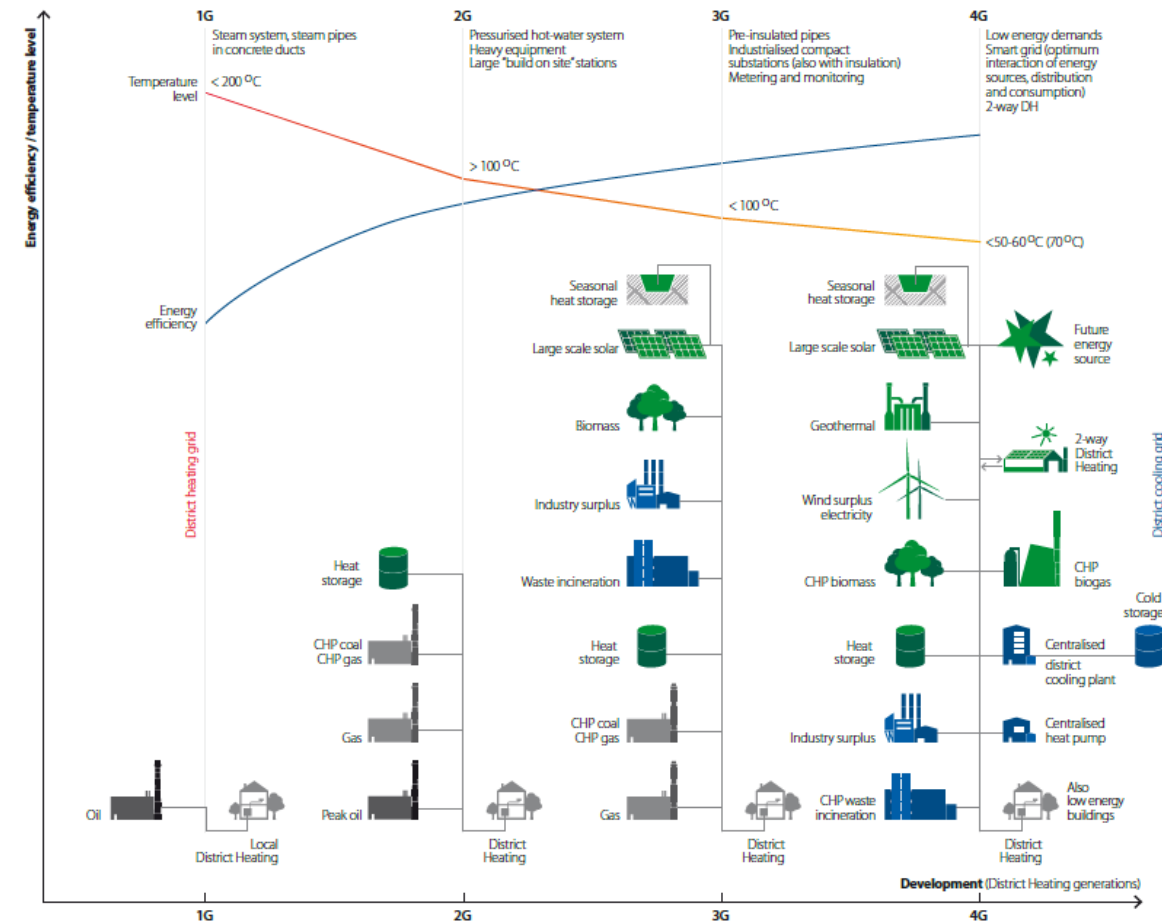 Energy efficiency / temperature level
1G
2G
3G
4G
Steam system, steam pipes
in concrete ducts
Pressurised hot-water system
Heavy equipment
Large "build on site" stations
Pre-insulated pipes
Industrialised compact
substations (also with insulation)
Metering and monitoring
Low energy demands
Smart grid (optimum
interaction of energy
sources, distribution
and consumption)
2-way DH
Temperature
level
< 200 °C
> 100 °C
< 100 °C
<50-60°C (70°C)
Energy
efficiency
District heating grid
District cooling grid
Oil
Local
District Heating
Heat
storage
CHP coal
CHP gas
Gas
Peak oil
District
Heating
Seasonal
heat storage
Large scale solar
Biomass
Industry surplus
Waste incineration
Heat
storage
CHP coal
CHP gas
Gas
District
Heating
Seasonal
heat storage
Large scale solar
Geothermal
Wind surplus
electricity
CHP biomass
Heat
storage
Industry surplus
CHP waste
incineration
Future
energy
source
2-way
District
Heating
CHP
biogas
Cold
storage
Centralised
district
cooling plant
Centralised
heat pump
Also
low energy
buildings
District
Heating
Development (District Heating generations)
1G
2G
3G
4G